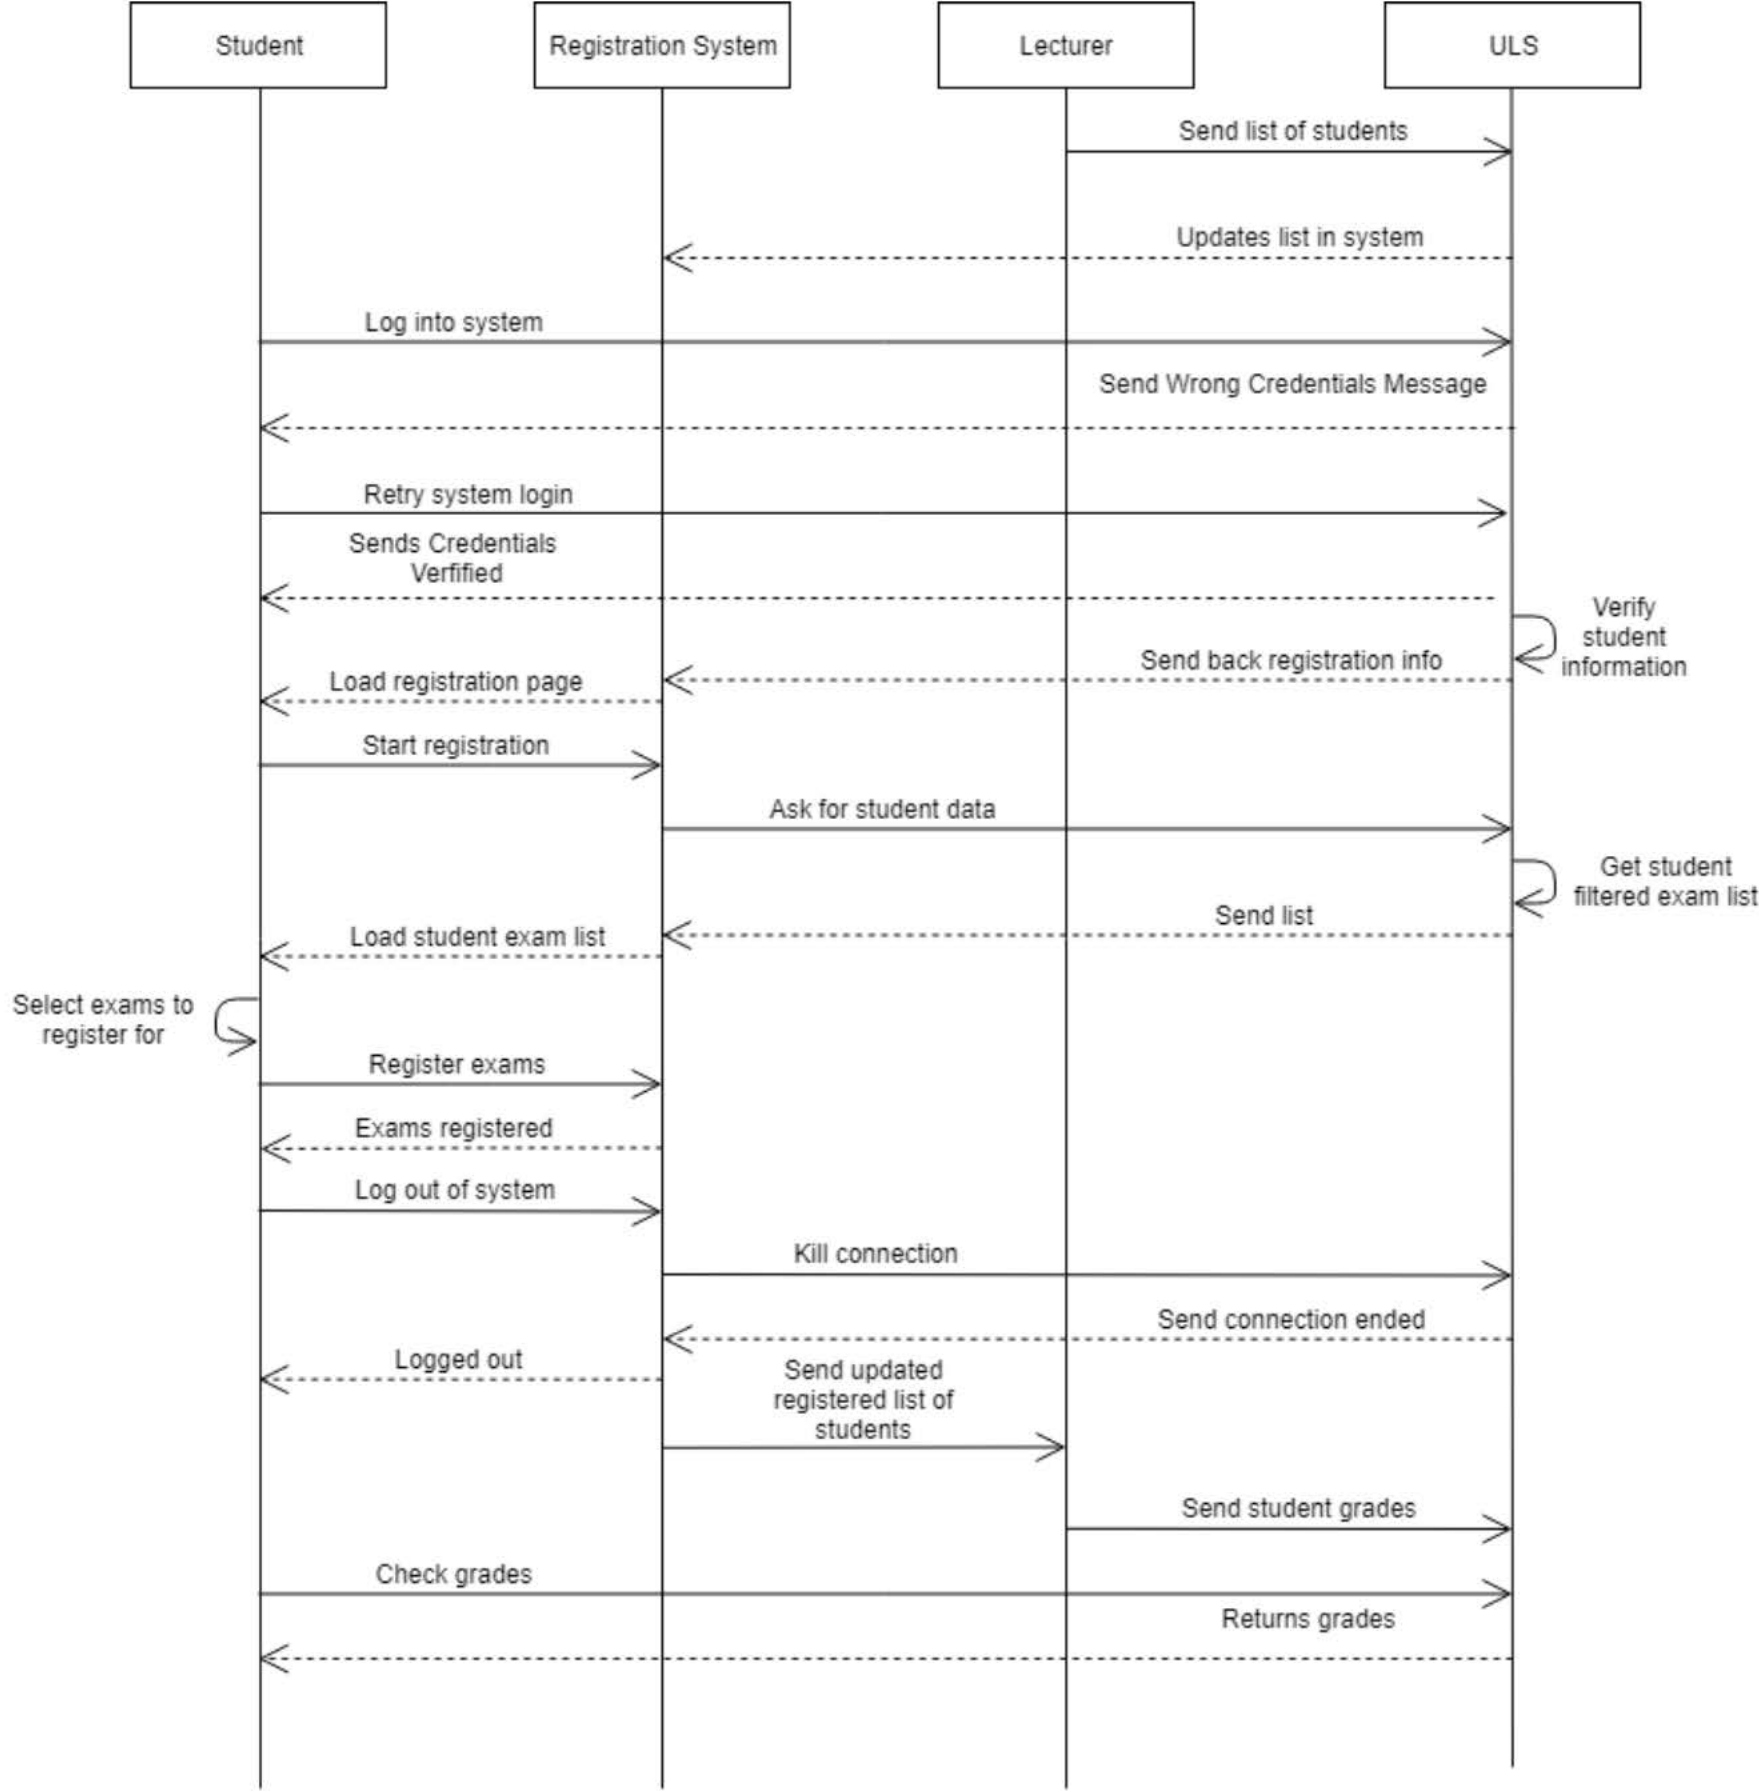 Student
Registration System
Lecturer
ULS
Send list of students
Updates list in system
Log into system
Send Wrong Credentials Message
Retry system login
Sends Credentials
Verfified
Verify
student
information
Send back registration info
Load registration page
Start registration
Ask for student data
Get student
filtered exam list
Send list
Load student exam list
Select exams to
register for
Register exams
Exams registered
Log out of system
Kill connection
Send connection ended
Logged out
Send updated
registered list of
students
Send student grades
Check grades
Returns grades